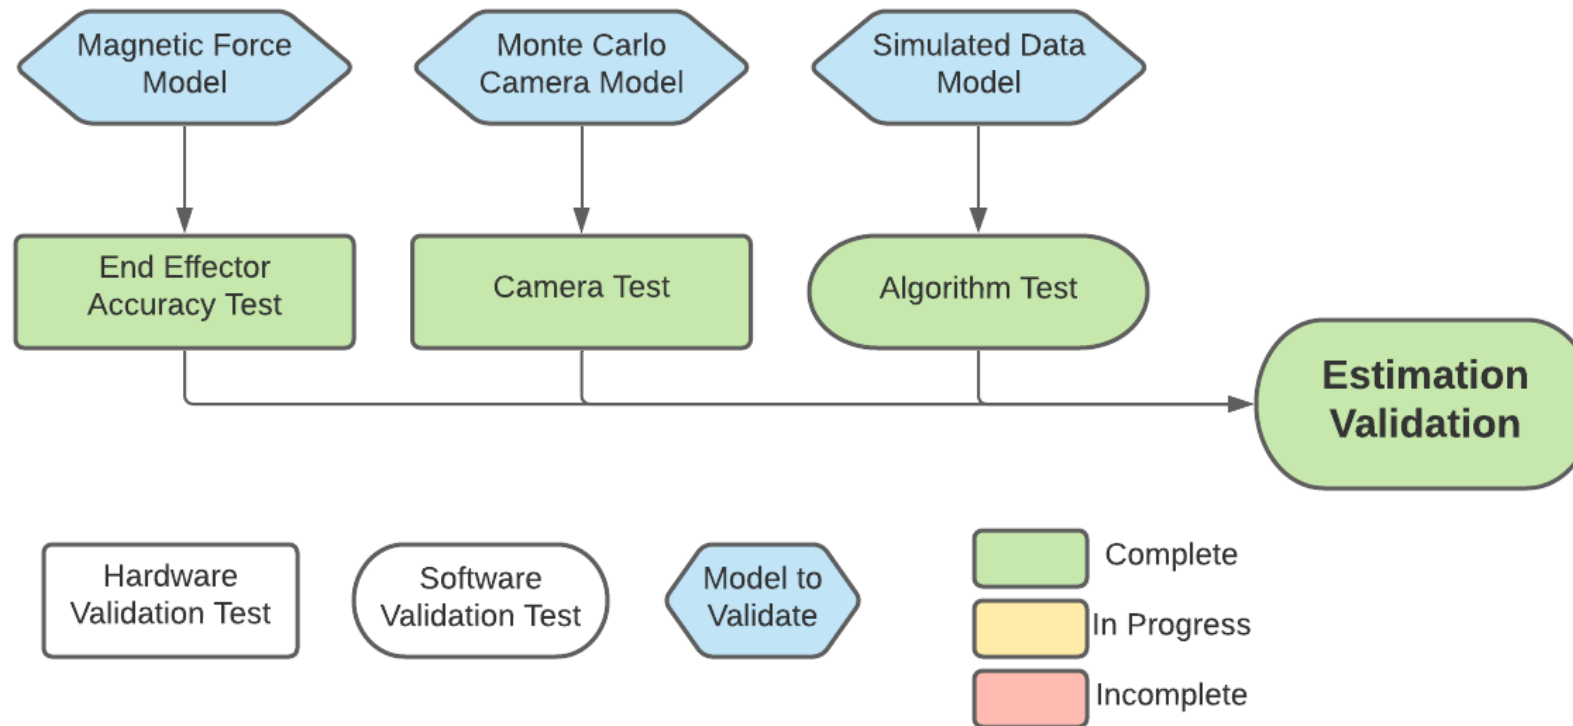 Magnetic Force
Model
Monte Carlo
Camera Model
Simulated Data
Model
End Effector
Accuracy Test
Camera Test
Algorithm Test
Estimation
Validation
Hardware
Validation Test
Software
Validation Test
Model to
Validate
Complete
In Progress
Incomplete